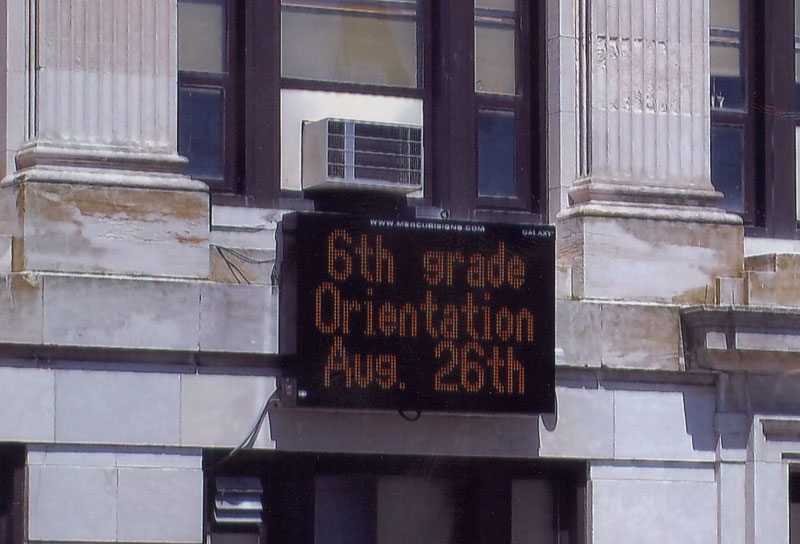 WWW.MERCURISIGNS.COM GALAXY
6th grade
Orientation
Aug. 26th